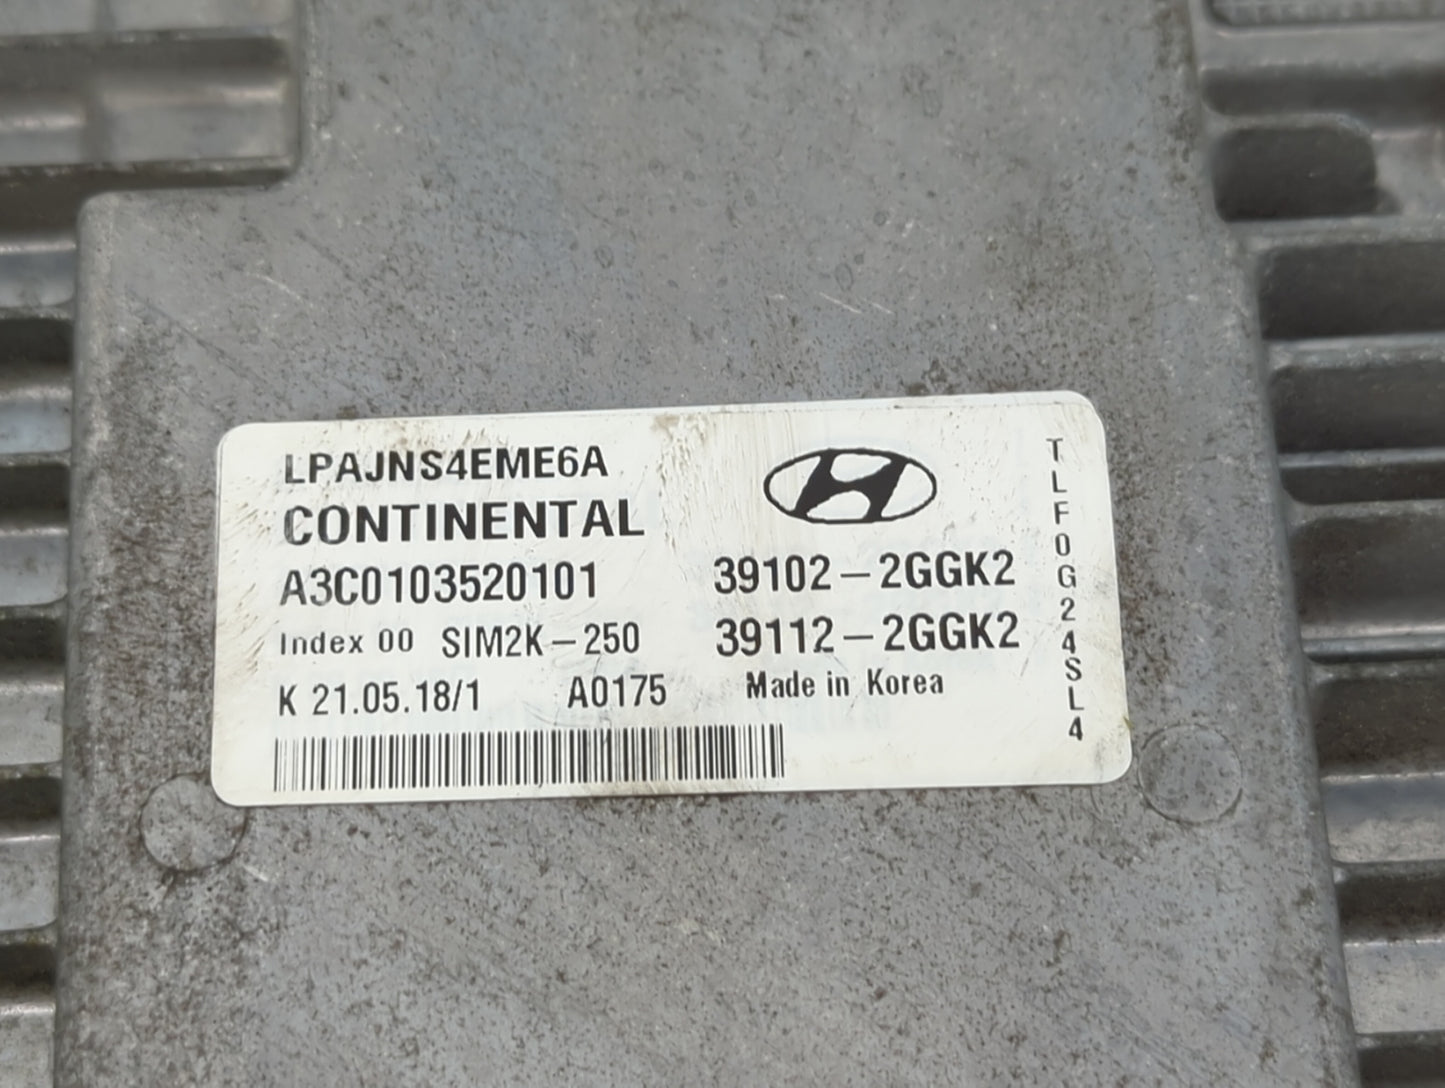 LPAJNS4EME6A
CONTINENTAL
A3C0103520101
39102-2GGK2
Index 00 SIM2K-250
39112-2GGK2
K 21.05.18/1 A0175 Made in Korea
TLF0G24SL4